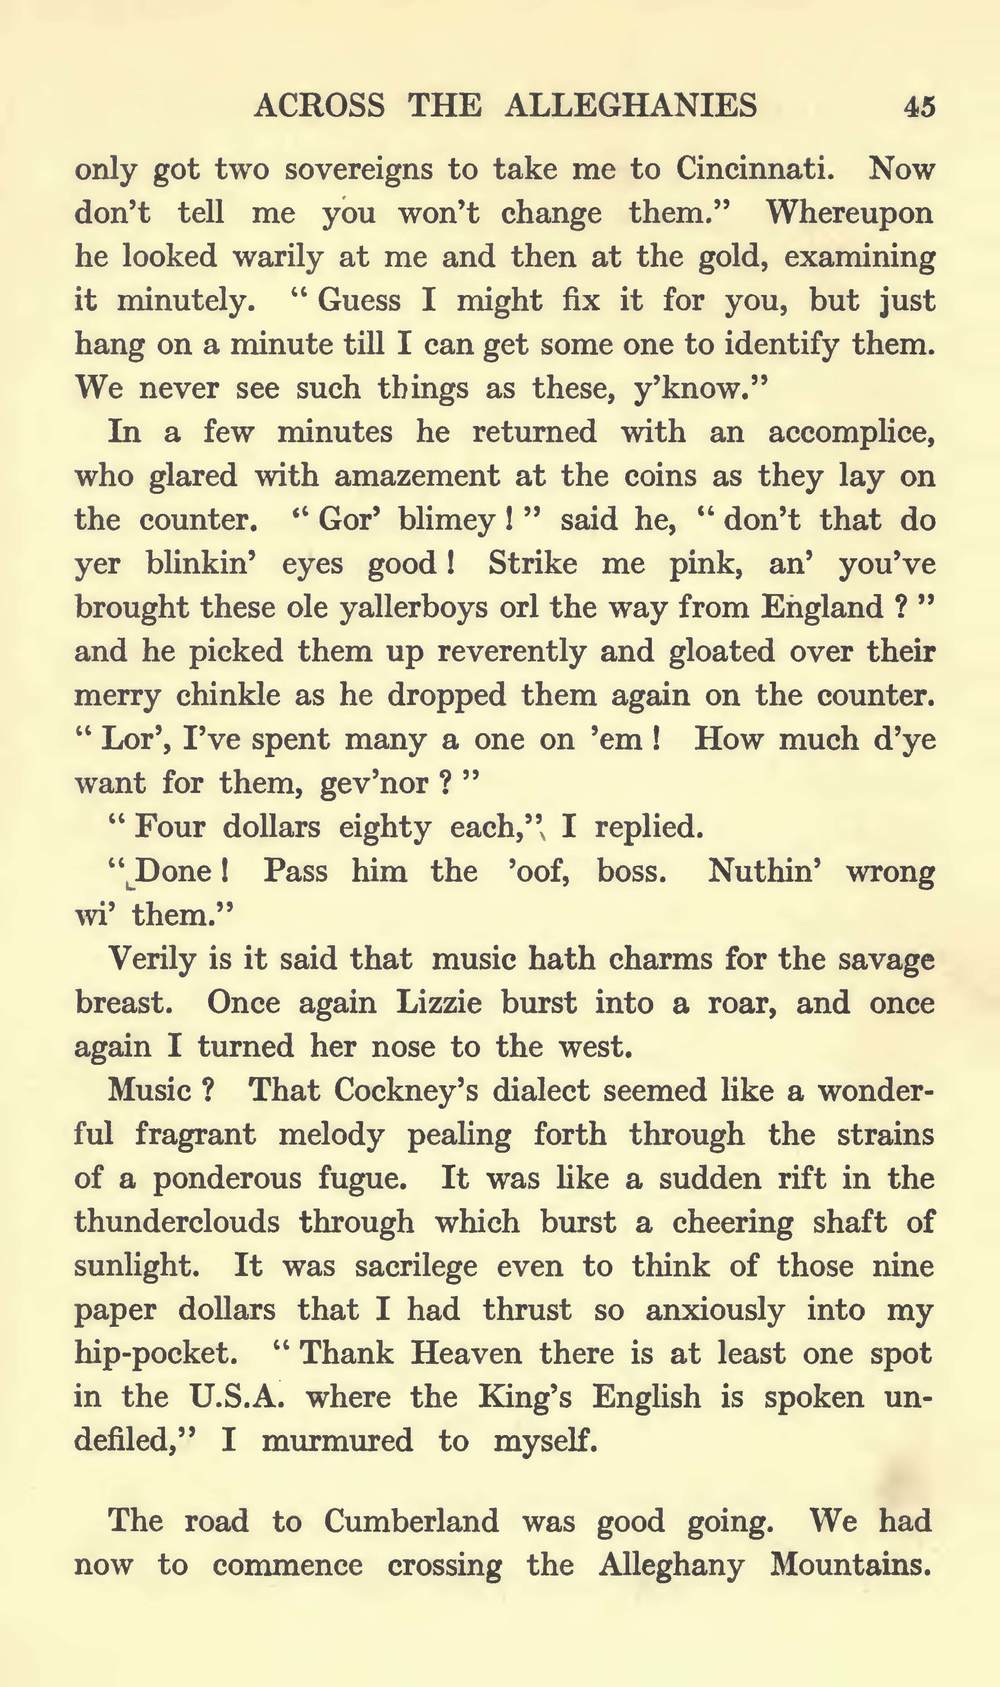 ACROSS THE ALLEGHANIES 45
only got two sovereigns to take me to Cincinnati. Now
don't tell me you won't change them.” Whereupon
he looked warily at me and then at the gold, examining
it minutely. “ Guess I might fix it for you, but just
hang on a minute till I can get some one to identify them.
We never see such things as these, y'know.”
In a few minutes he returned with an accomplice,
who glared with amazement at the coins as they lay on
the counter. “ Gor' blimey ! ” said he, “ don't that do
yer blinkin' eyes good ! Strike me pink, an' you've
brought these ole yallerboys orl the way from England ? ”
and he picked them up reverently and gloated over their
merry chinkle as he dropped them again on the counter.
“ Lor', I've spent many a one on 'em ! How much d'ye
want for them, gev'nor ? ”
“ Four dollars eighty each,” I replied.
“ Done ! Pass him the 'oof, boss. Nuthin' wrong
wi' them.”
Verily is it said that music hath charms for the savage
breast. Once again Lizzie burst into a roar, and once
again I turned her nose to the west.
Music ? That Cockney's dialect seemed like a wonder-
ful fragrant melody pealing forth through the strains
of a ponderous fugue. It was like a sudden rift in the
thunderclouds through which burst a cheering shaft of
sunlight. It was sacrilege even to think of those nine
paper dollars that I had thrust so anxiously into my
hip-pocket. “ Thank Heaven there is at least one spot
in the U.S.A. where the King's English is spoken un-
defiled,” I murmured to myself.
The road to Cumberland was good going. We had
now to commence crossing the Alleghany Mountains.